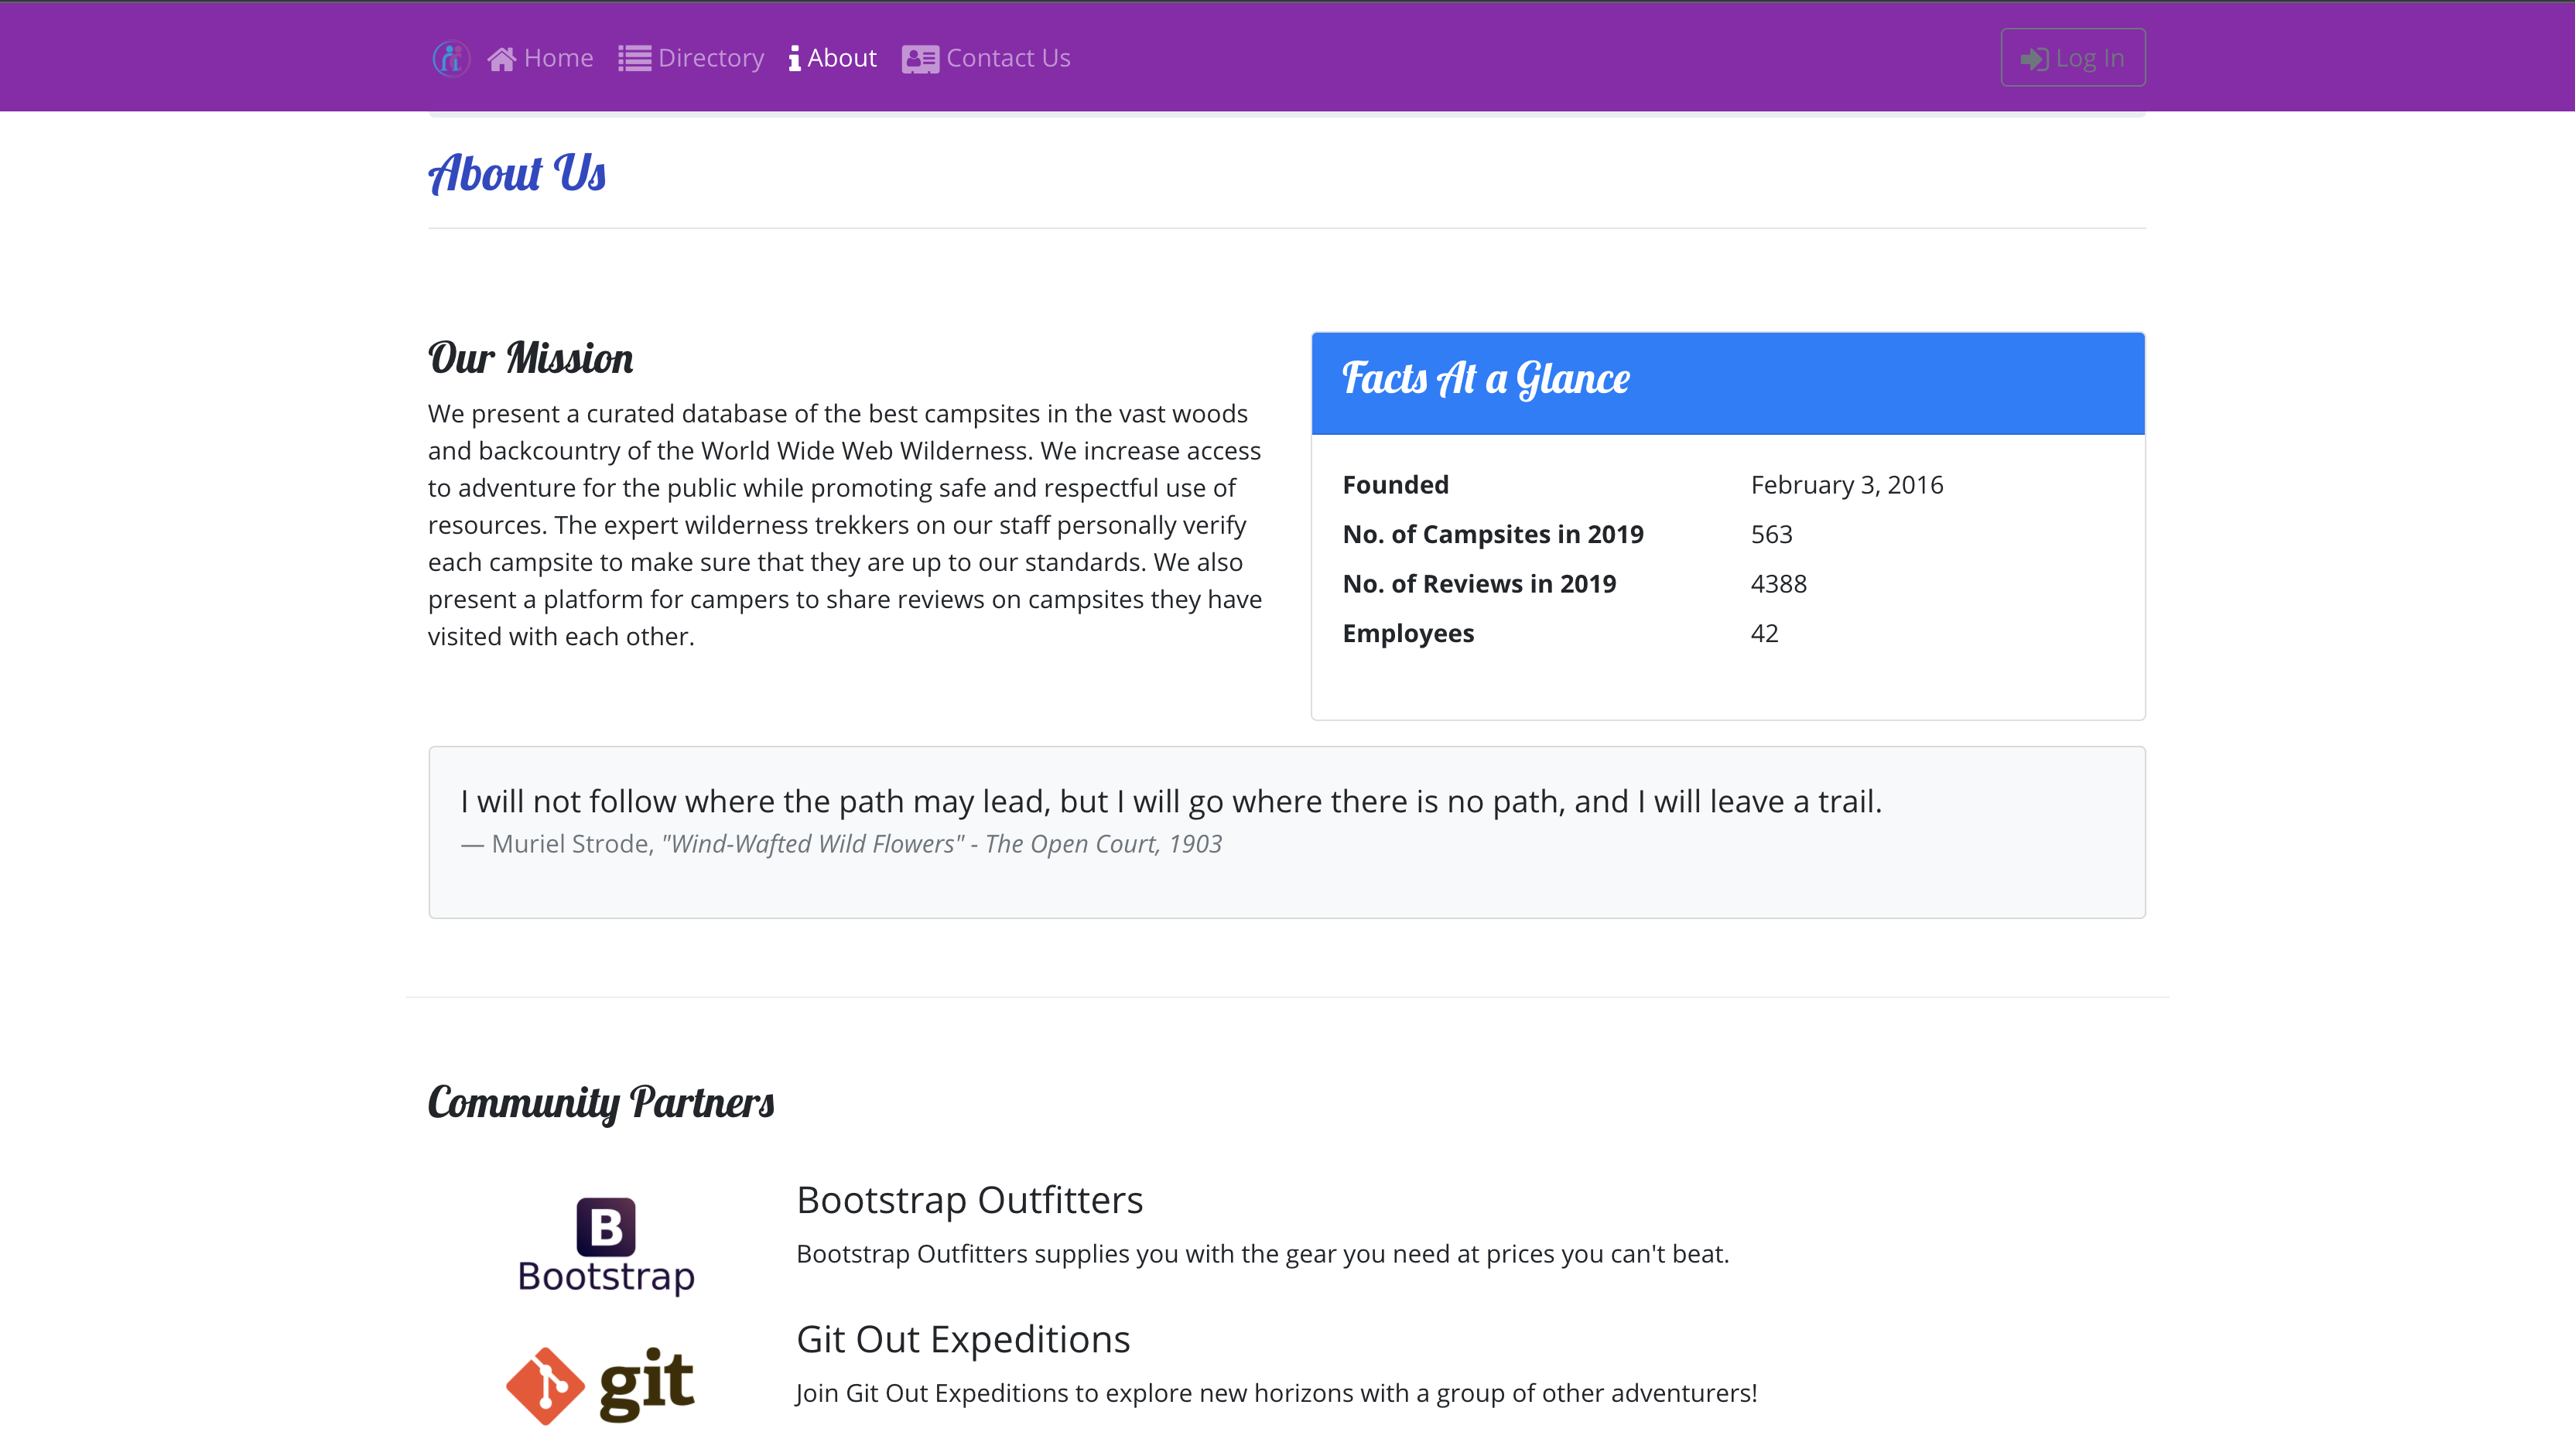 Home Directory About Contact Us Log In
About Us
Our Mission
We present a curated database of the best campsites in the vast woods
and backcountry of the World Wide Web Wilderness. We increase access
to adventure for the public while promoting safe and respectful use of
resources. The expert wilderness trekkers on our staff personally verify
each campsite to make sure that they are up to our standards. We also
present a platform for campers to share reviews on campsites they have
visited with each other.
Facts At a Glance
Founded February 3, 2016
No. of Campsites in 2019 563
No. of Reviews in 2019 4388
Employees 42
I will not follow where the path may lead, but I will go where there is no path, and I will leave a trail.
— Muriel Strode, "Wind-Wafted Wild Flowers" - The Open Court, 1903
Community Partners
B
Bootstrap
Bootstrap Outfitters
Bootstrap Outfitters supplies you with the gear you need at prices you can't beat.
git
Git Out Expeditions
Join Git Out Expeditions to explore new horizons with a group of other adventurers!